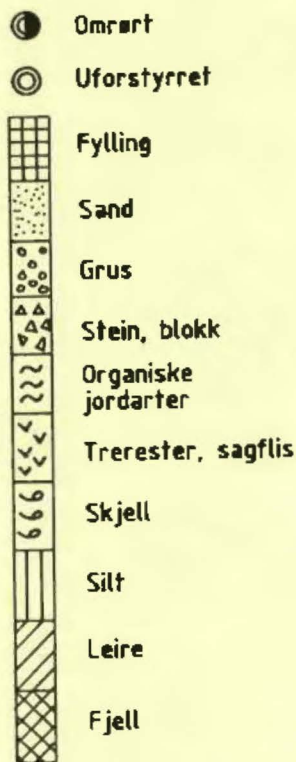 Omrørt
Uforstyrret
Fylling
Sand
Grus
Stein, blokk
Organiske
jordarter
Trerester, sagflis
Skjell
Silt
Leire
Fjell